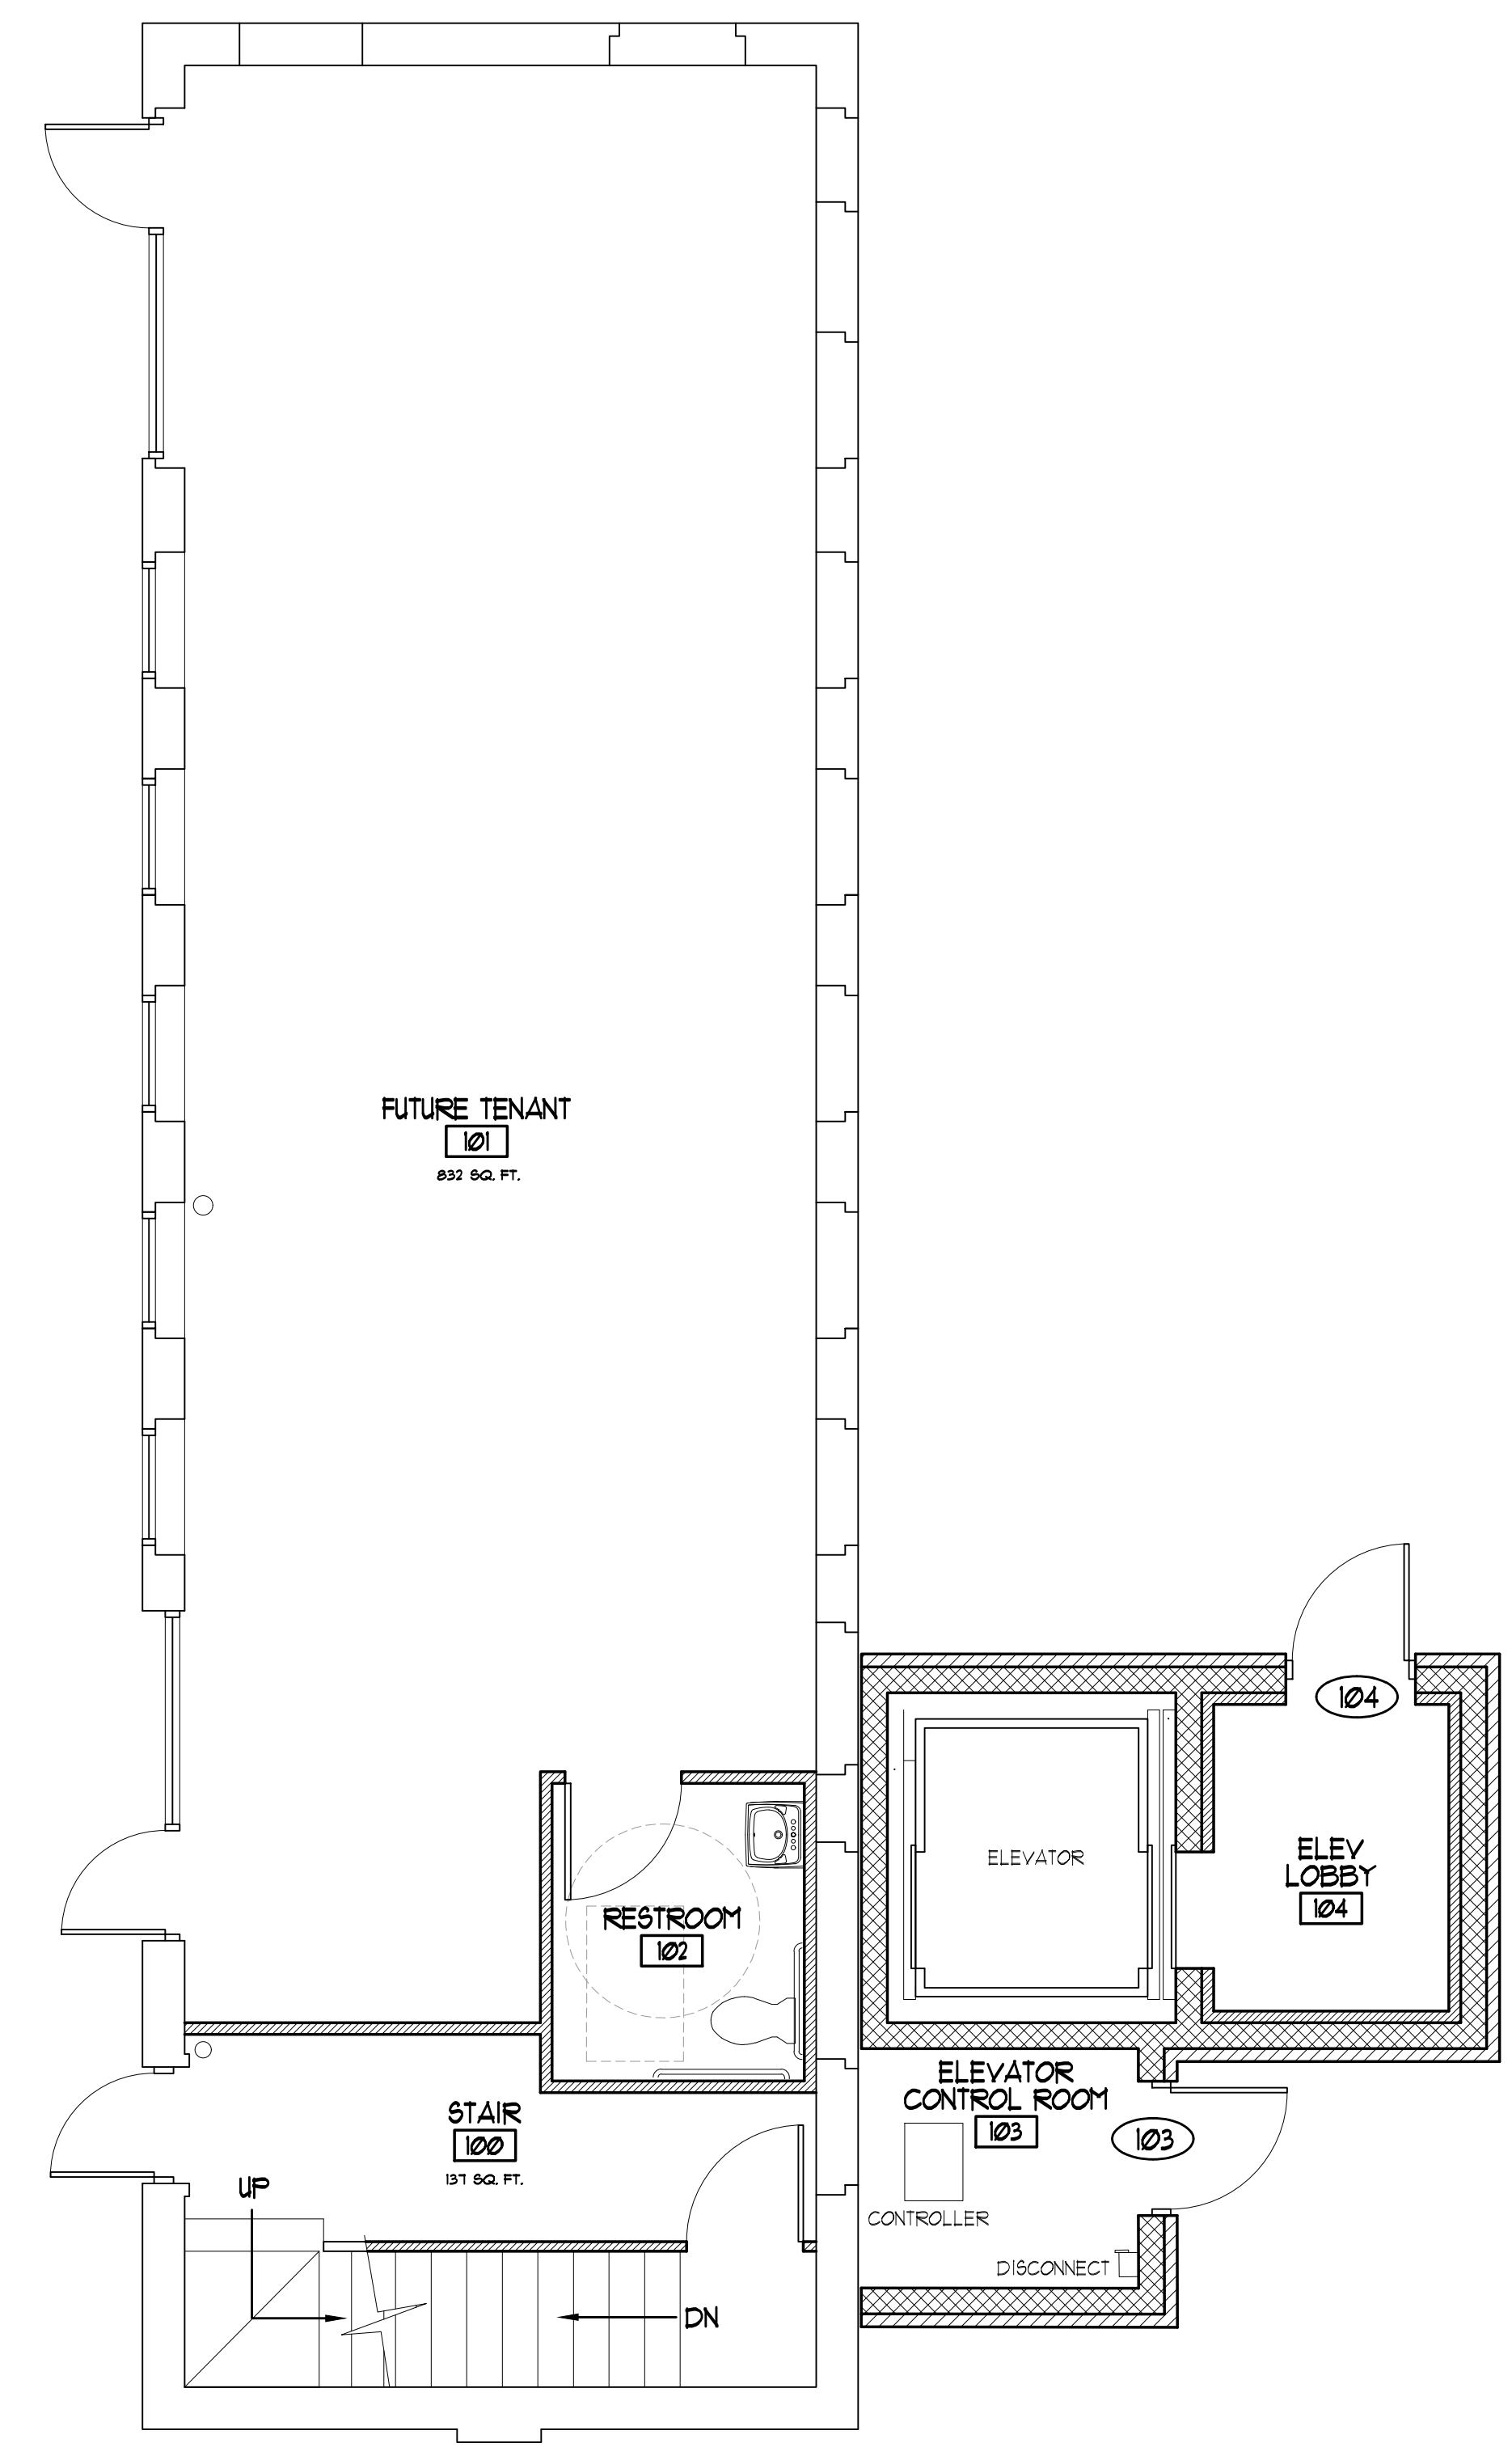 FUTURE TENANT
101
832 SQ. FT.
104
ELEVATOR
ELEV
LOBBY
104
RESTROOM
102
ELEVATOR
CONTROL ROOM
103
103
STAIR
100
137 SQ. FT.
UP
CONTROLLER
DISCONNECT
DN